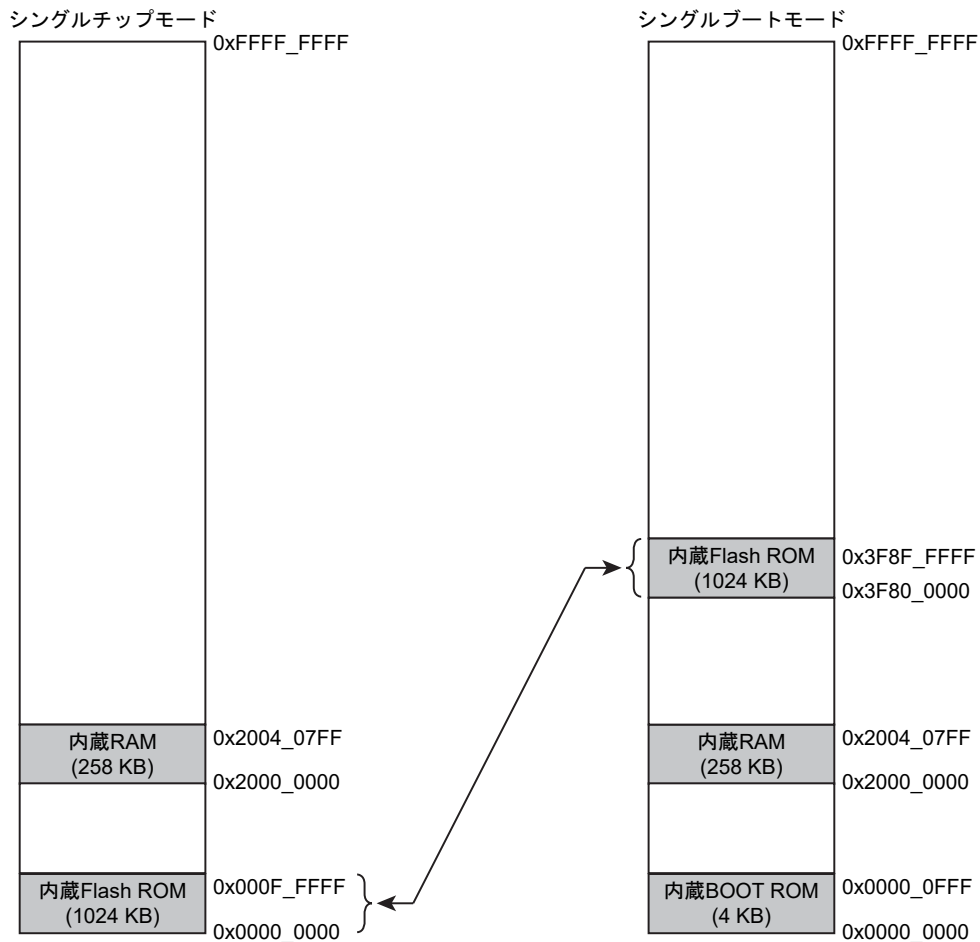 シングルチップモード
0xFFFF_FFFF
内蔵RAM
(258 KB)
0x2004_07FF
0x2000_0000
内蔵Flash ROM
(1024 KB)
0x000F_FFFF
0x0000_0000
シングルブートモード
0xFFFF_FFFF
内蔵Flash ROM
(1024 KB)
0x3F8F_FFFF
0x3F80_0000
内蔵RAM
(258 KB)
0x2004_07FF
0x2000_0000
内蔵BOOT ROM
(4 KB)
0x0000_0FFF
0x0000_0000